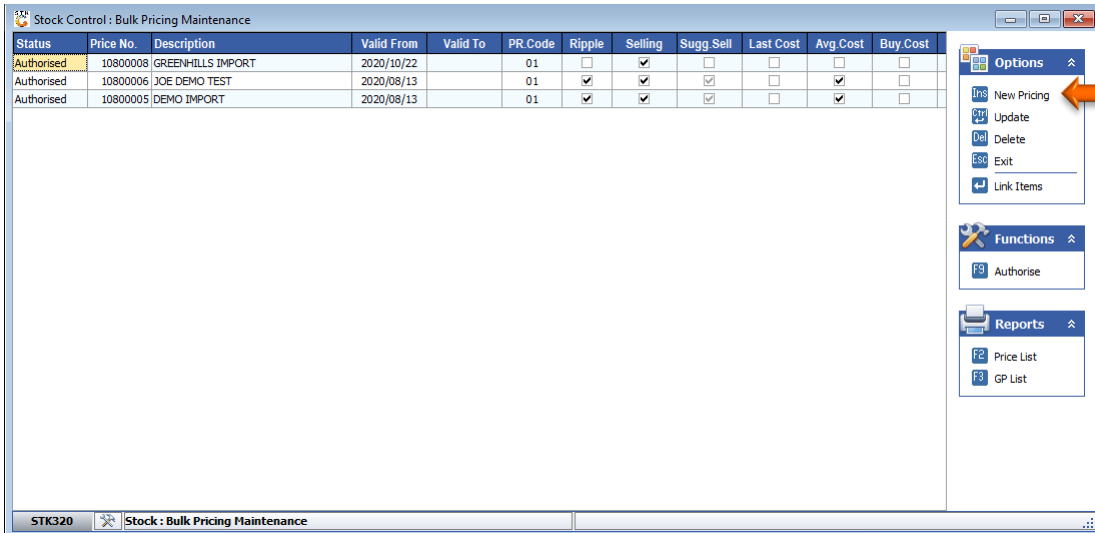 Stock Control : Bulk Pricing Maintenance
Status Price No. Description Valid From Valid To PR.Code Ripple Selling Sugg.Sell Last Cost Avg.Cost Buy.Cost
Authorised 10800008 GREENHILLS IMPORT 2020/10/22 01
Authorised 10800006 JOE DEMO TEST 2020/08/13 01
Authorised 10800005 DEMO IMPORT 2020/08/13 01
Options
Ins New Pricing
Ctrl Update
Del Delete
Esc Exit
Link Items
Functions
F9 Authorise
Reports
F2 Price List
F3 GP List
STK320 Stock : Bulk Pricing Maintenance